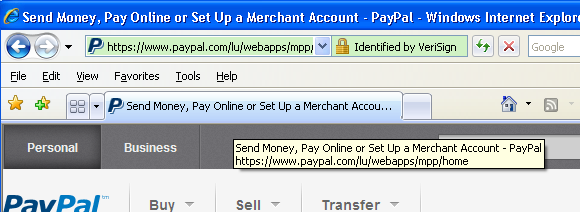 Send Money, Pay Online or Set Up a Merchant Account - PayPal - Windows Internet Explo
https://www.paypal.com/lu/webapps/mpp/ Identified by VeriSign Google
File Edit View Favorites Tools Help
Send Money, Pay Online or Set Up a Merchant Accou...
Personal Business
Send Money, Pay Online or Set Up a Merchant Account - PayPal
https://www.paypal.com/lu/webapps/mpp/home
PayPal™ Buy Sell Transfer